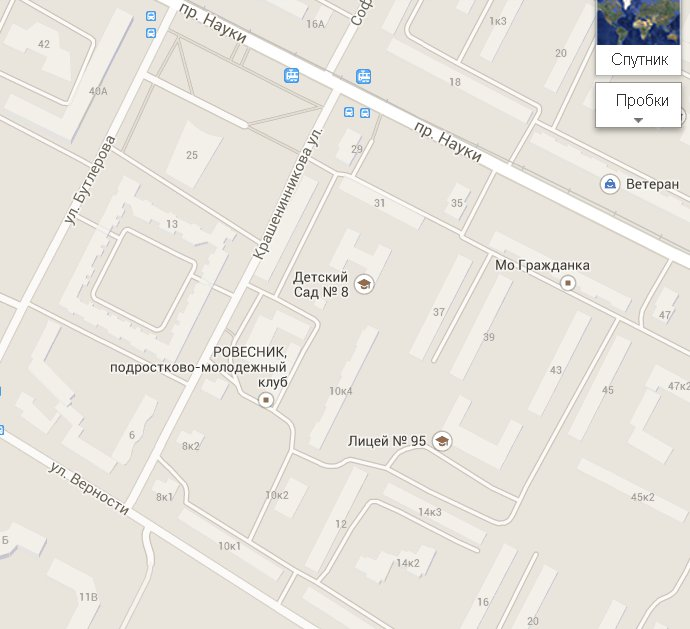 пр. Науки
16А
Соф
1к3
20
Спутник
42
40А
18
Пробки
пр. Науки
ул. Бутлерова
Крашенинникова ул.
29
25
Ветеран
31
35
13
Мо Гражданка
Детский
Сад № 8
37
39
47
РОВЕСНИК,
подростково-молодежный
клуб
43
45
47к2
10к4
6
8к2
Лицей № 95
ул. Верности
8к1
10к2
45к2
14к3
12
Б
10к1
14к2
11В
16
20